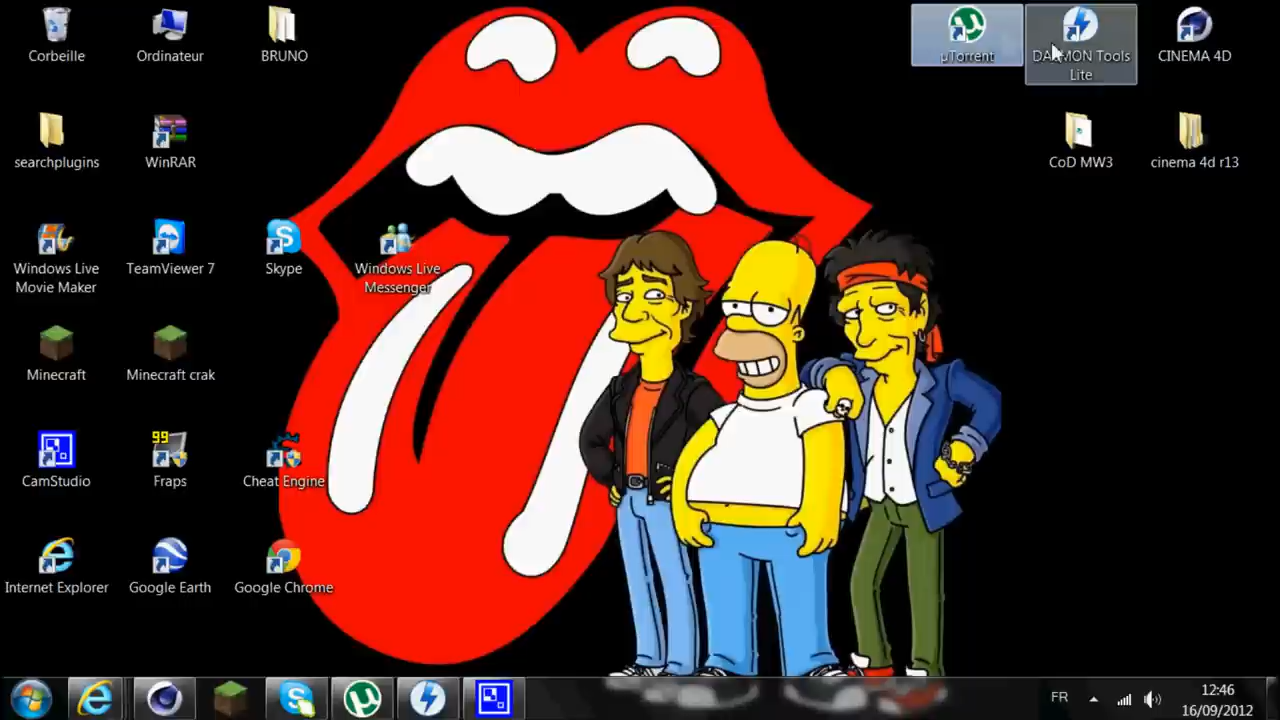 Corbeille
Ordinateur
BRUNO
µTorrent
DAEMON Tools
Lite
CINEMA 4D
searchplugins
WinRAR
CoD MW3
cinema 4d r13
Windows Live
Movie Maker
TeamViewer 7
Skype
Windows Live
Messenger
Minecraft
Minecraft crak
CamStudio
99
Fraps
Cheat Engine
Internet Explorer
Google Earth
Google Chrome
FR
12:46
16/09/2012